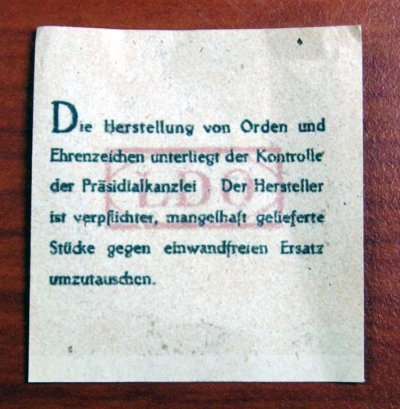 Die Herstellung von Orden und
Ehrenzeichen unterliegt der Kontrolle
der Präsidialkanzlei Der Hersteller
LDO
ist verpflichtet, mangelhaft gelieferte
Stücke gegen einwandfreien Ersatz
umzutauschen.